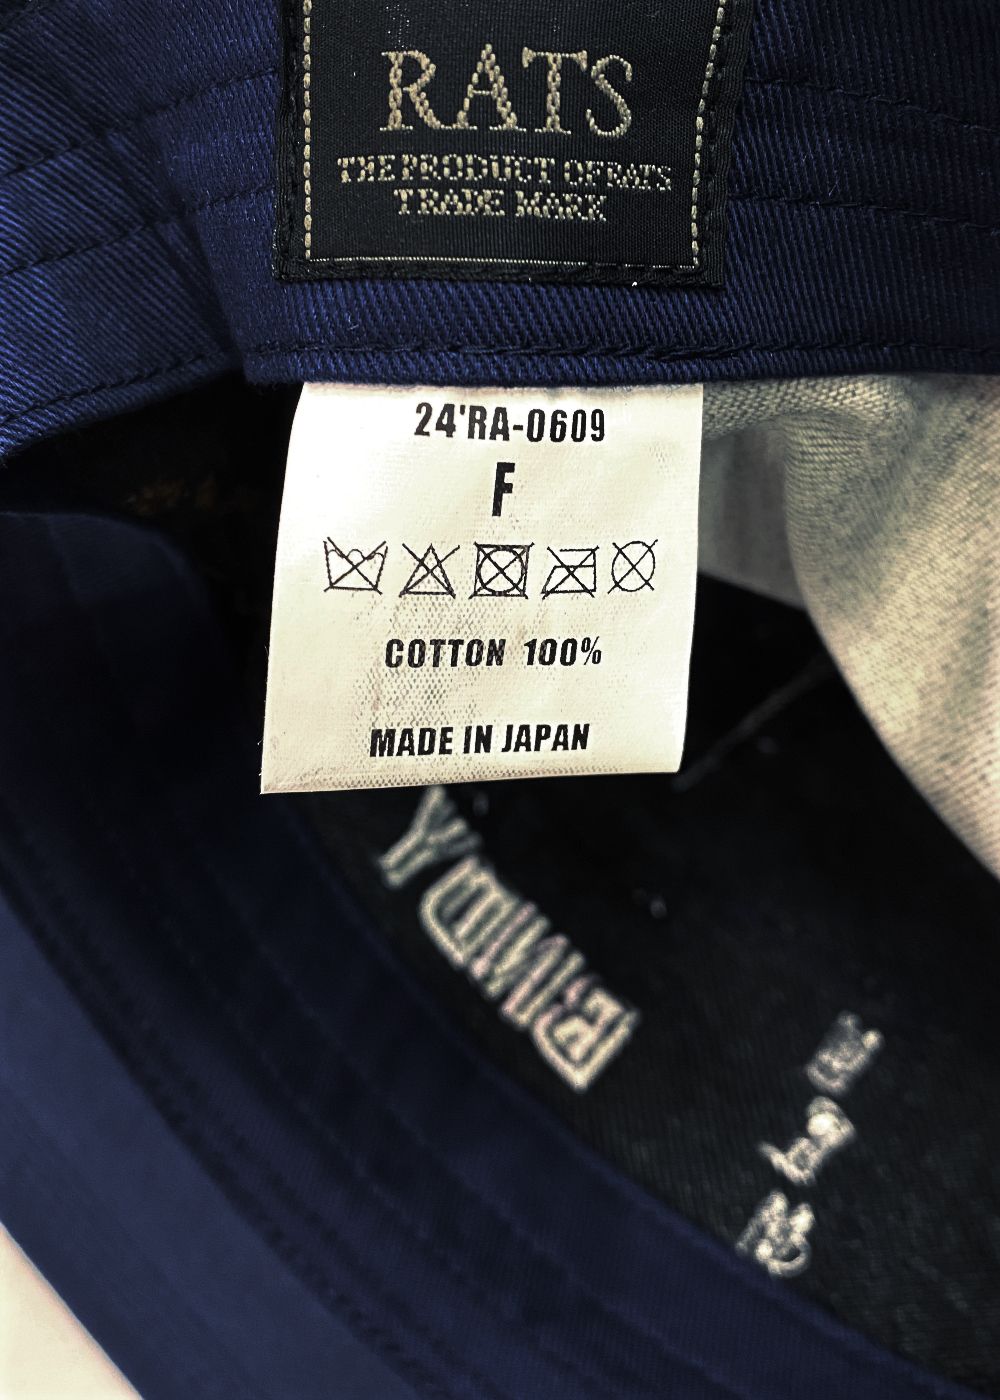 RATS
THE PRODUCT OF RATS
TRADE MARK
24'RA-0609
F
COTTON 100%
MADE IN JAPAN